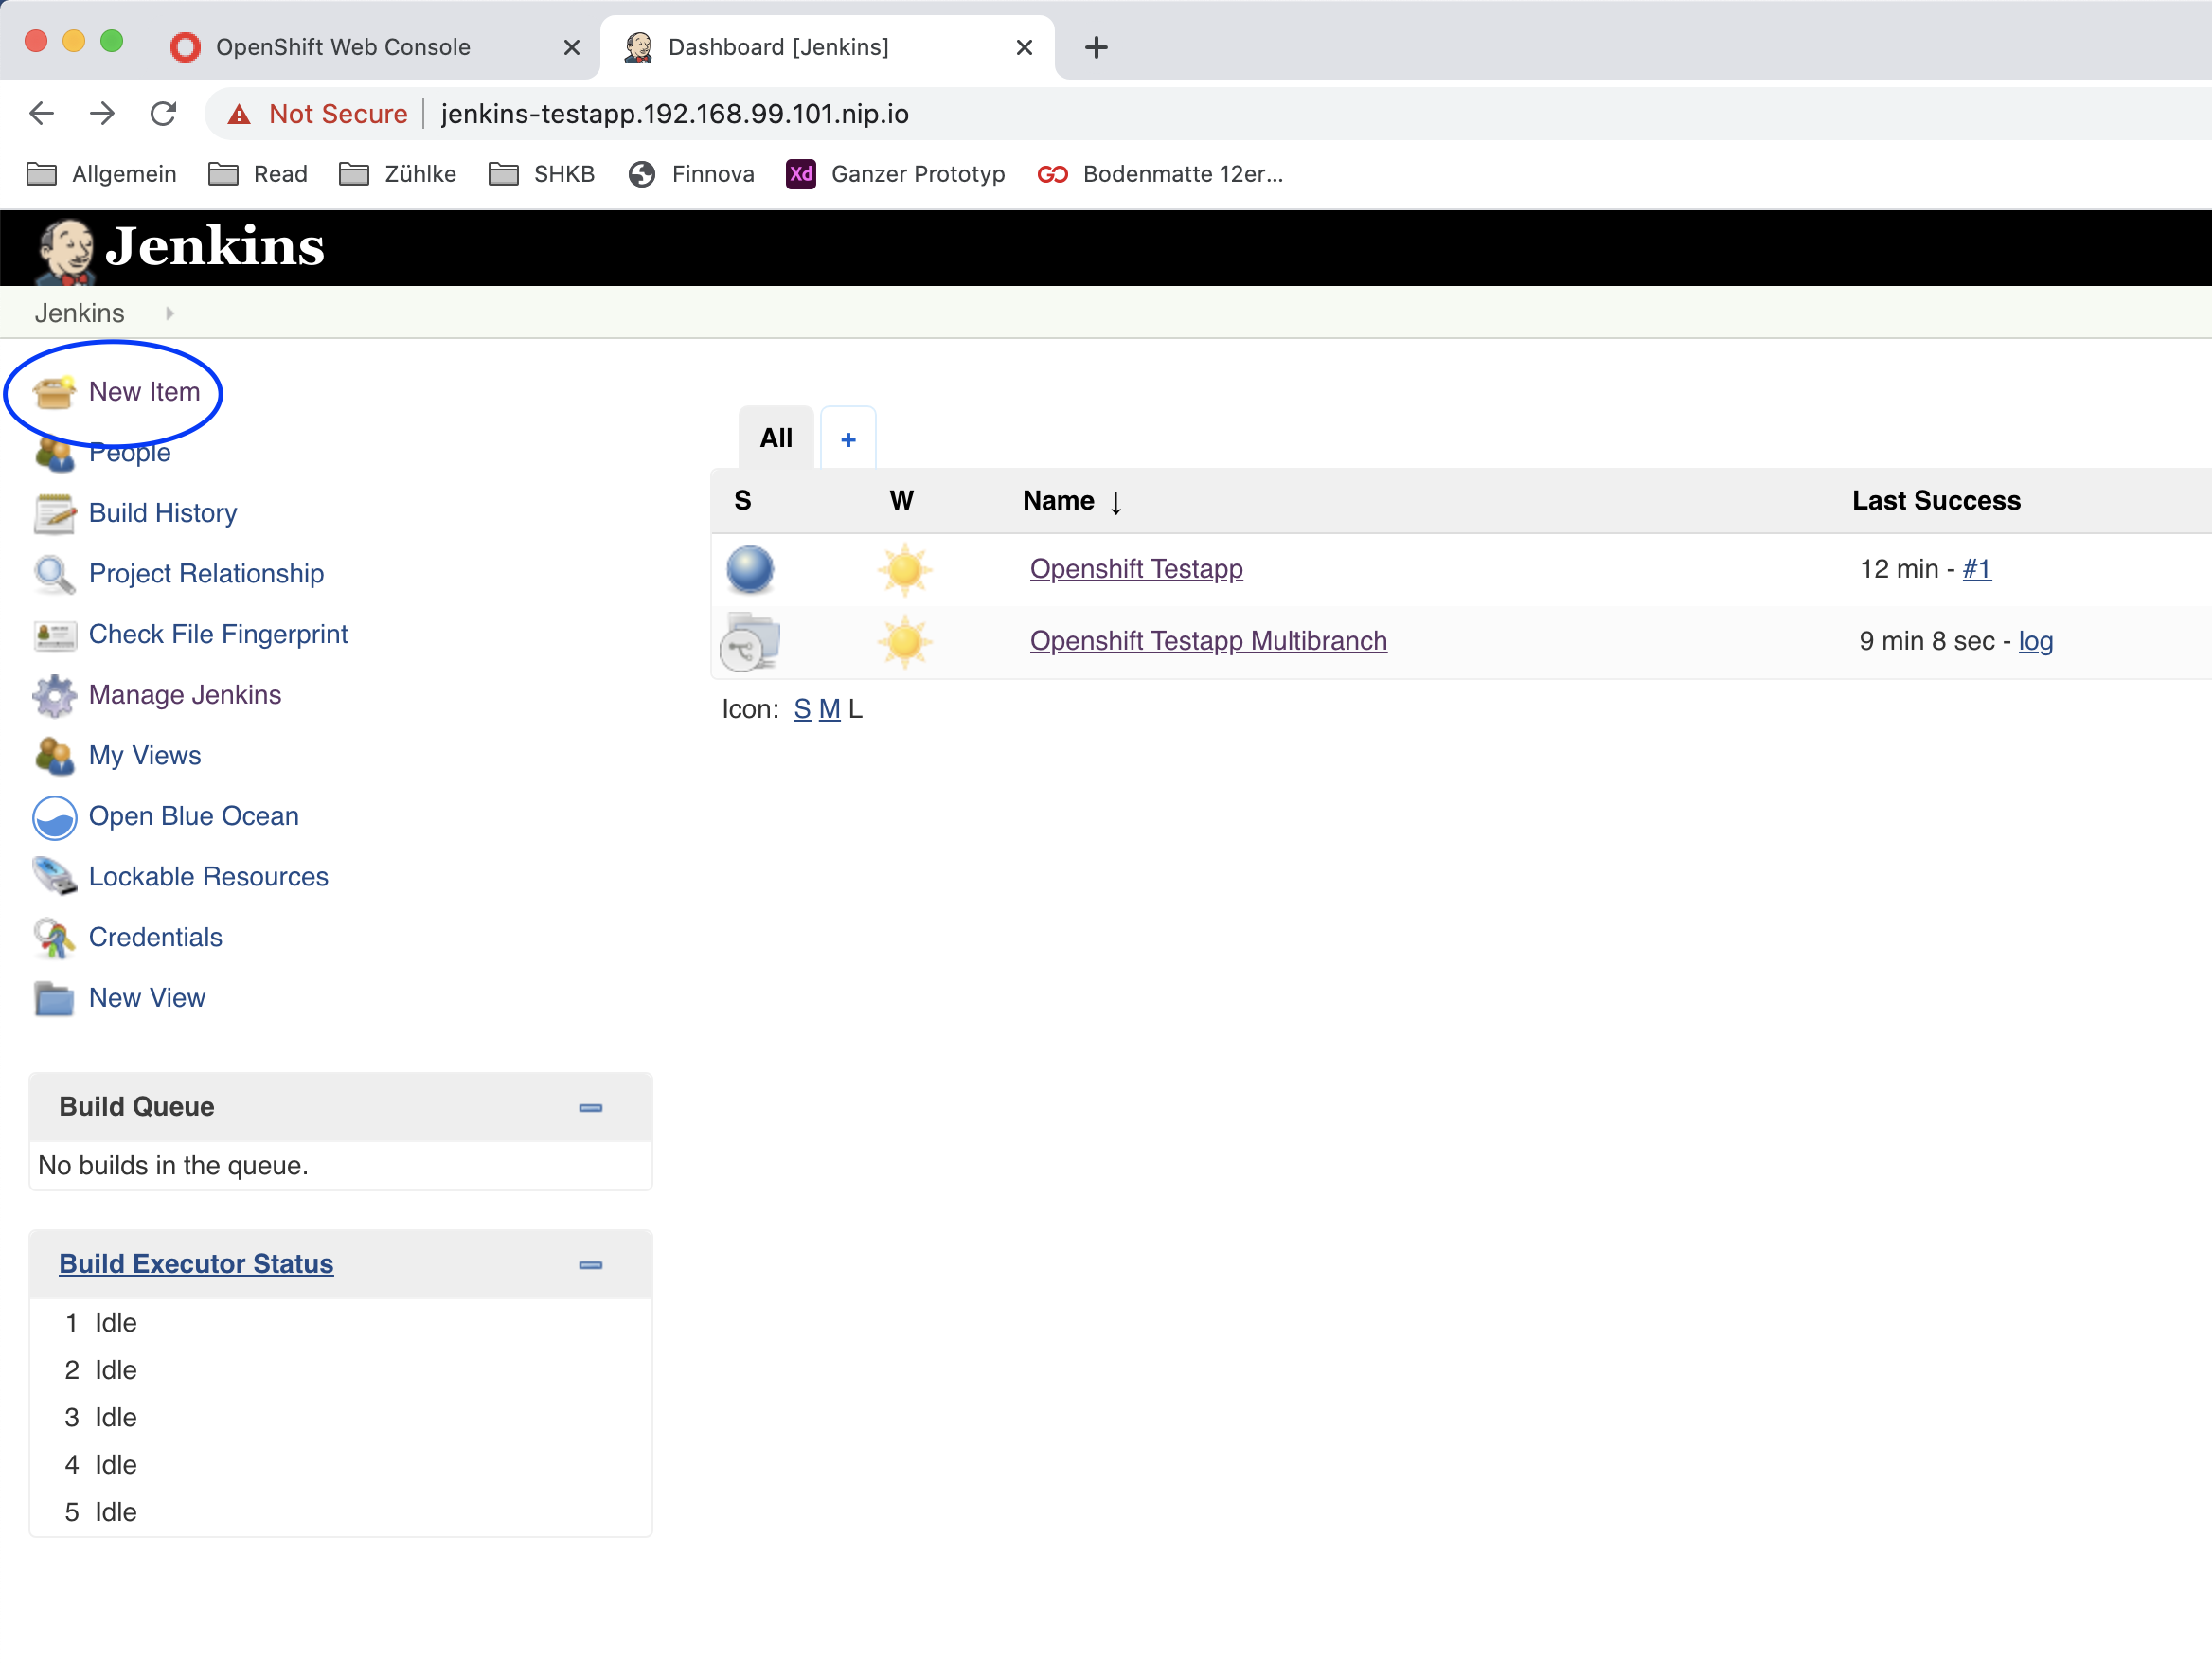 OpenShift Web Console
Dashboard [Jenkins]
Not Secure jenkins-testapp.192.168.99.101.nip.io
Allgemein Read Zühlke SHKB Finnova Xd Ganzer Prototyp Bodenmatte 12er...
Jenkins
Jenkins
New Item
People
Build History
Project Relationship
Check File Fingerprint
Manage Jenkins
My Views
Open Blue Ocean
Lockable Resources
Credentials
New View
Build Queue
No builds in the queue.
Build Executor Status
1 Idle
2 Idle
3 Idle
4 Idle
5 Idle
All +
S W Name ↓ Last Success
Openshift Testapp 12 min - #1
Openshift Testapp Multibranch 9 min 8 sec - log
Icon: S M L